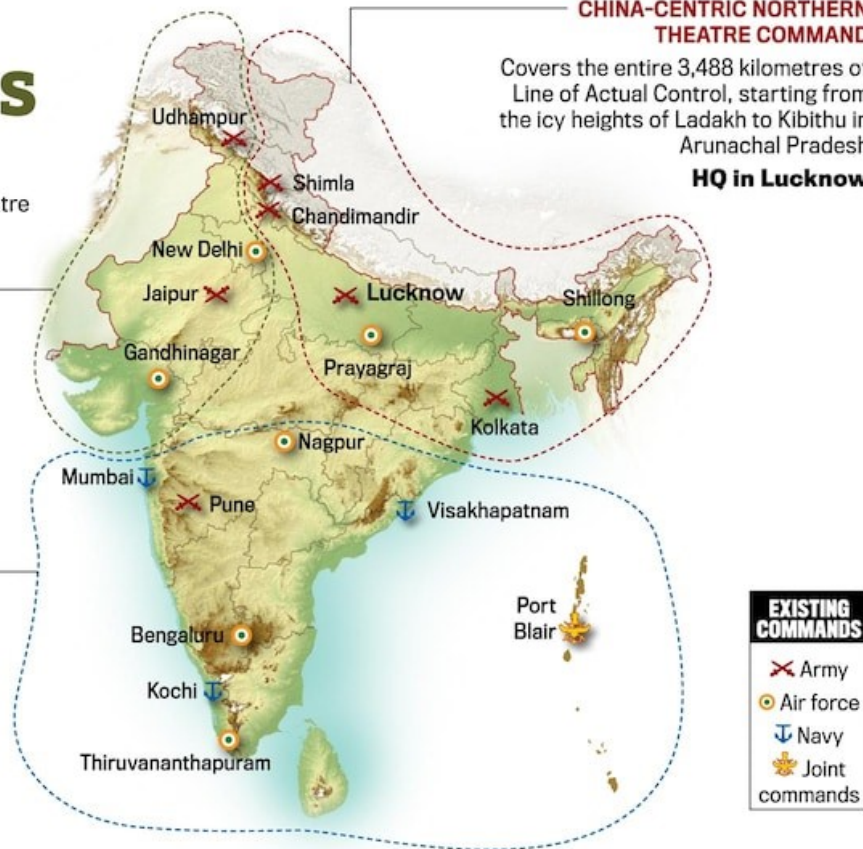 S
tre
CHINA-CENTRIC NORTHERN
THEATRE COMMAND
Covers the entire 3,488 kilometres of
Line of Actual Control, starting from
the icy heights of Ladakh to Kibithu in
Arunachal Pradesh
HQ in Lucknow
Udhampur
Shimla
Chandimandir
New Delhi
Jaipur
Lucknow
Shillong
Gandhinagar
Prayagraj
Kolkata
Nagpur
Mumbai
Pune
Visakhapatnam
Port
Blair
Bengaluru
Kochi
Thiruvananthapuram
EXISTING
COMMANDS
Army
Air force
Navy
Joint
commands